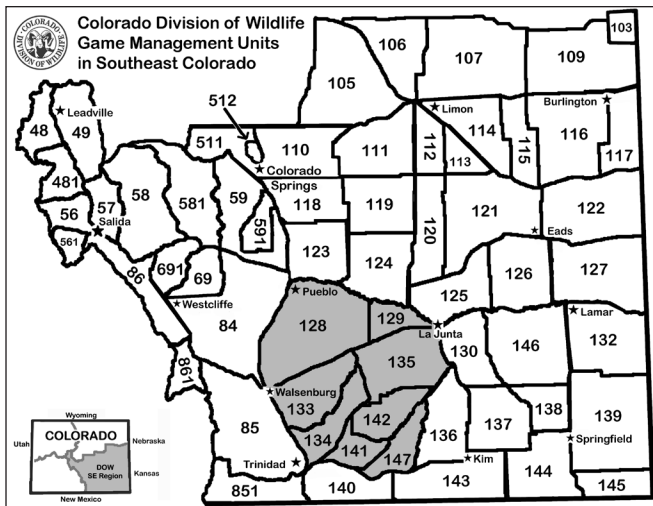 COLORADO
DIVISION OF WILDLIFE
Colorado Division of Wildlife
Game Management Units
in Southeast Colorado
103
106
107
109
105
512
Leadville
Limon
Burlington
48
49
511
110
111
112
114
115
116
113
117
Colorado
Springs
481
58
581
59
118
119
56
57
591
120
121
122
Salida
561
Eads
123
124
86
691
69
126
127
125
Westcliffe
Pueblo
84
128
129
Lamar
La Junta
130
146
132
861
135
Walsenburg
133
142
138
139
85
134
136
137
141
147
Springfield
Trinidad
Kim
144
851
140
143
145
Wyoming
COLORADO
Utah
Nebraska
DOW
SE Region
Kansas
New Mexico